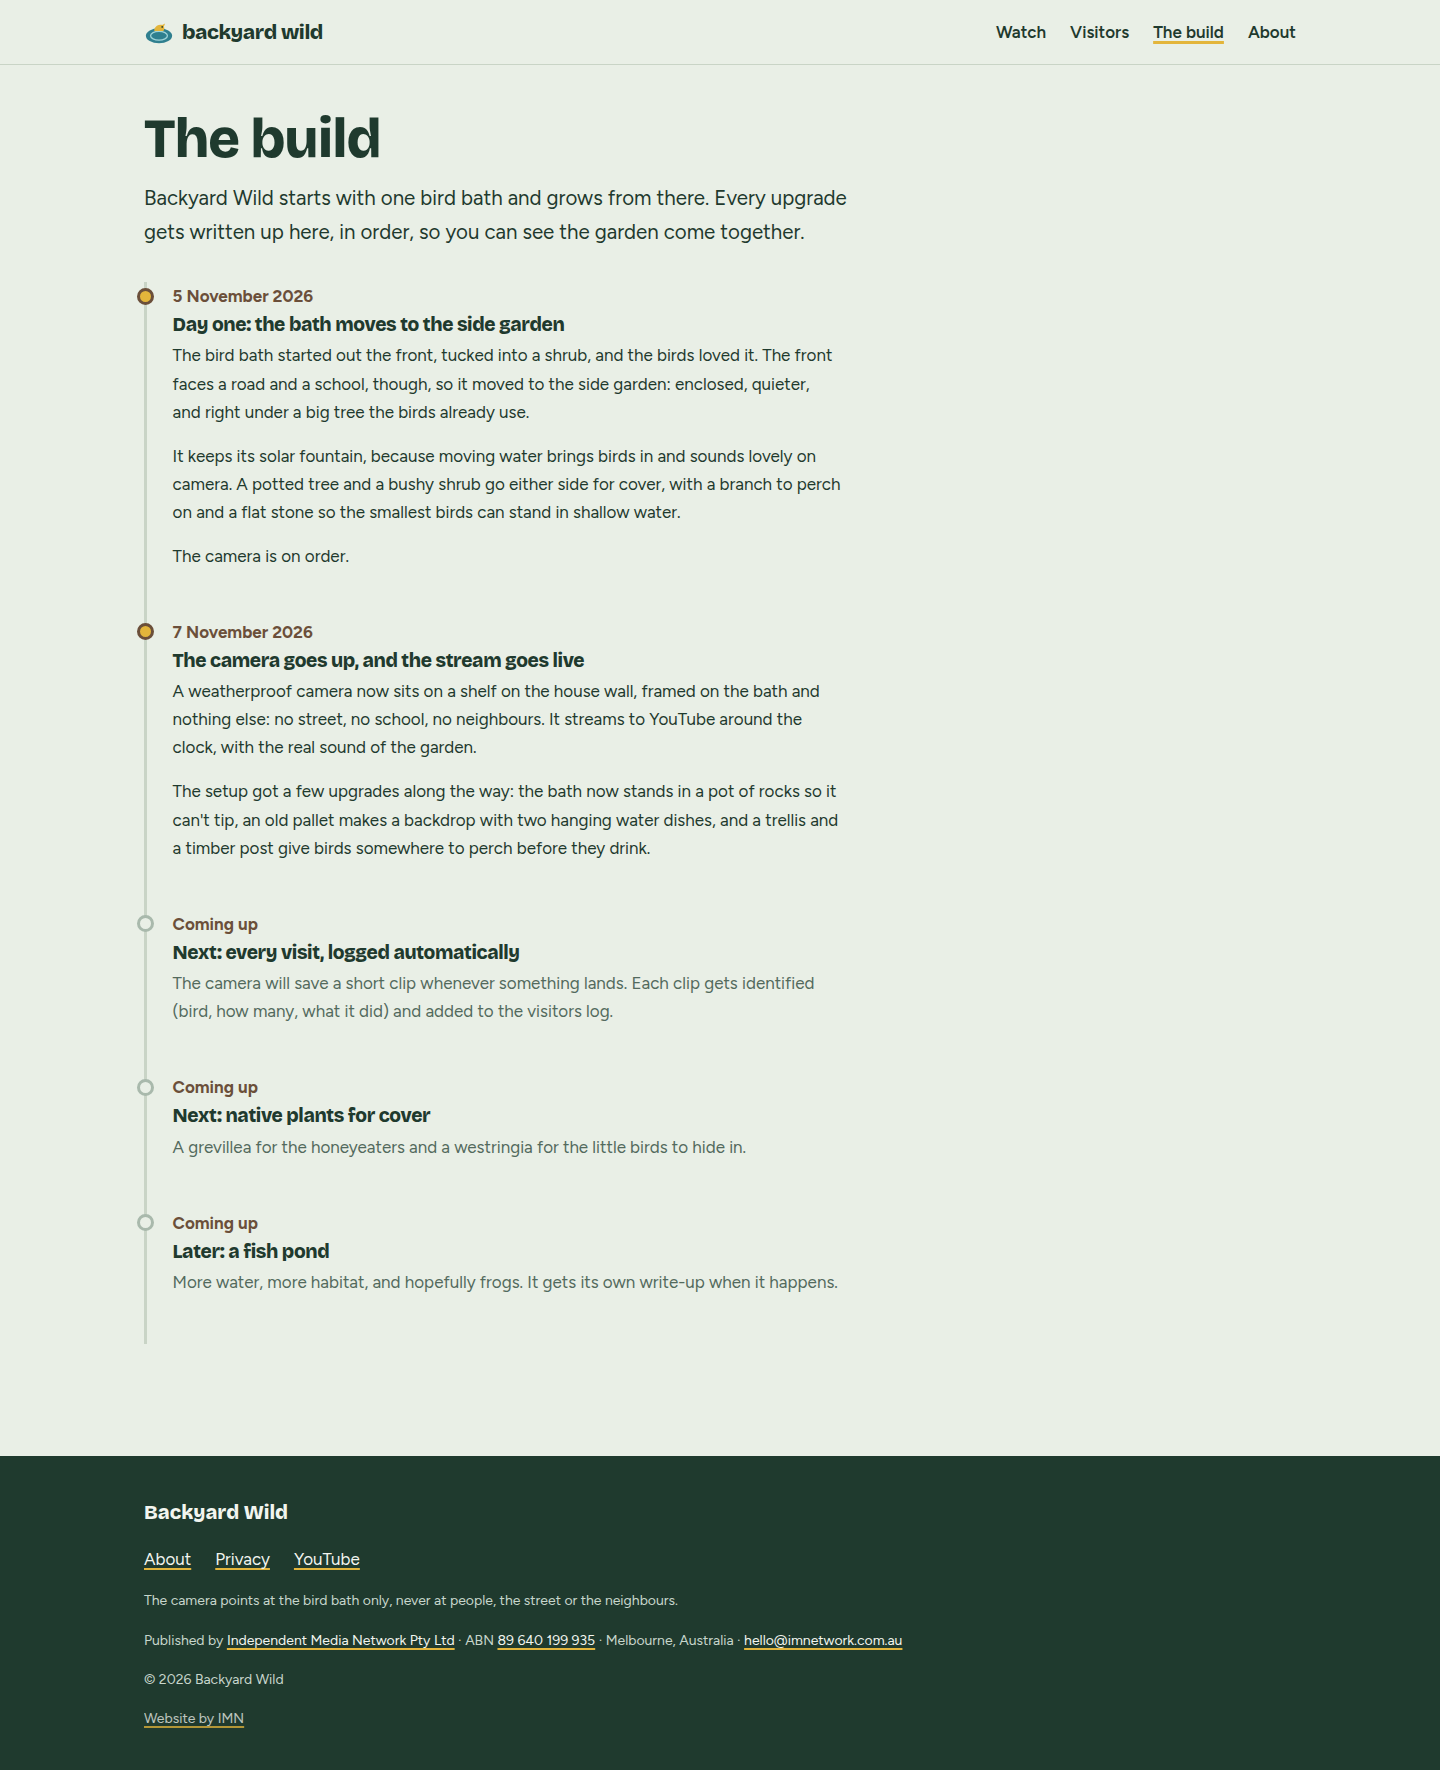 backyard wild
Watch Visitors The build About
The build
Backyard Wild starts with one bird bath and grows from there. Every upgrade
gets written up here, in order, so you can see the garden come together.
5 November 2026
Day one: the bath moves to the side garden
The bird bath started out the front, tucked into a shrub, and the birds loved it. The front
faces a road and a school, though, so it moved to the side garden: enclosed, quieter,
and right under a big tree the birds already use.
It keeps its solar fountain, because moving water brings birds in and sounds lovely on
camera. A potted tree and a bushy shrub go either side for cover, with a branch to perch
on and a flat stone so the smallest birds can stand in shallow water.
The camera is on order.
7 November 2026
The camera goes up, and the stream goes live
A weatherproof camera now sits on a shelf on the house wall, framed on the bath and
nothing else: no street, no school, no neighbours. It streams to YouTube around the
clock, with the real sound of the garden.
The setup got a few upgrades along the way: the bath now stands in a pot of rocks so it
can't tip, an old pallet makes a backdrop with two hanging water dishes, and a trellis and
a timber post give birds somewhere to perch before they drink.
Coming up
Next: every visit, logged automatically
The camera will save a short clip whenever something lands. Each clip gets identified
(bird, how many, what it did) and added to the visitors log.
Coming up
Next: native plants for cover
A grevillea for the honeyeaters and a westringia for the little birds to hide in.
Coming up
Later: a fish pond
More water, more habitat, and hopefully frogs. It gets its own write-up when it happens.
Backyard Wild
About Privacy YouTube
The camera points at the bird bath only, never at people, the street or the neighbours.
Published by Independent Media Network Pty Ltd · ABN 89 640 199 935 · Melbourne, Australia · hello@imnetwork.com.au
© 2026 Backyard Wild
Website by IMN